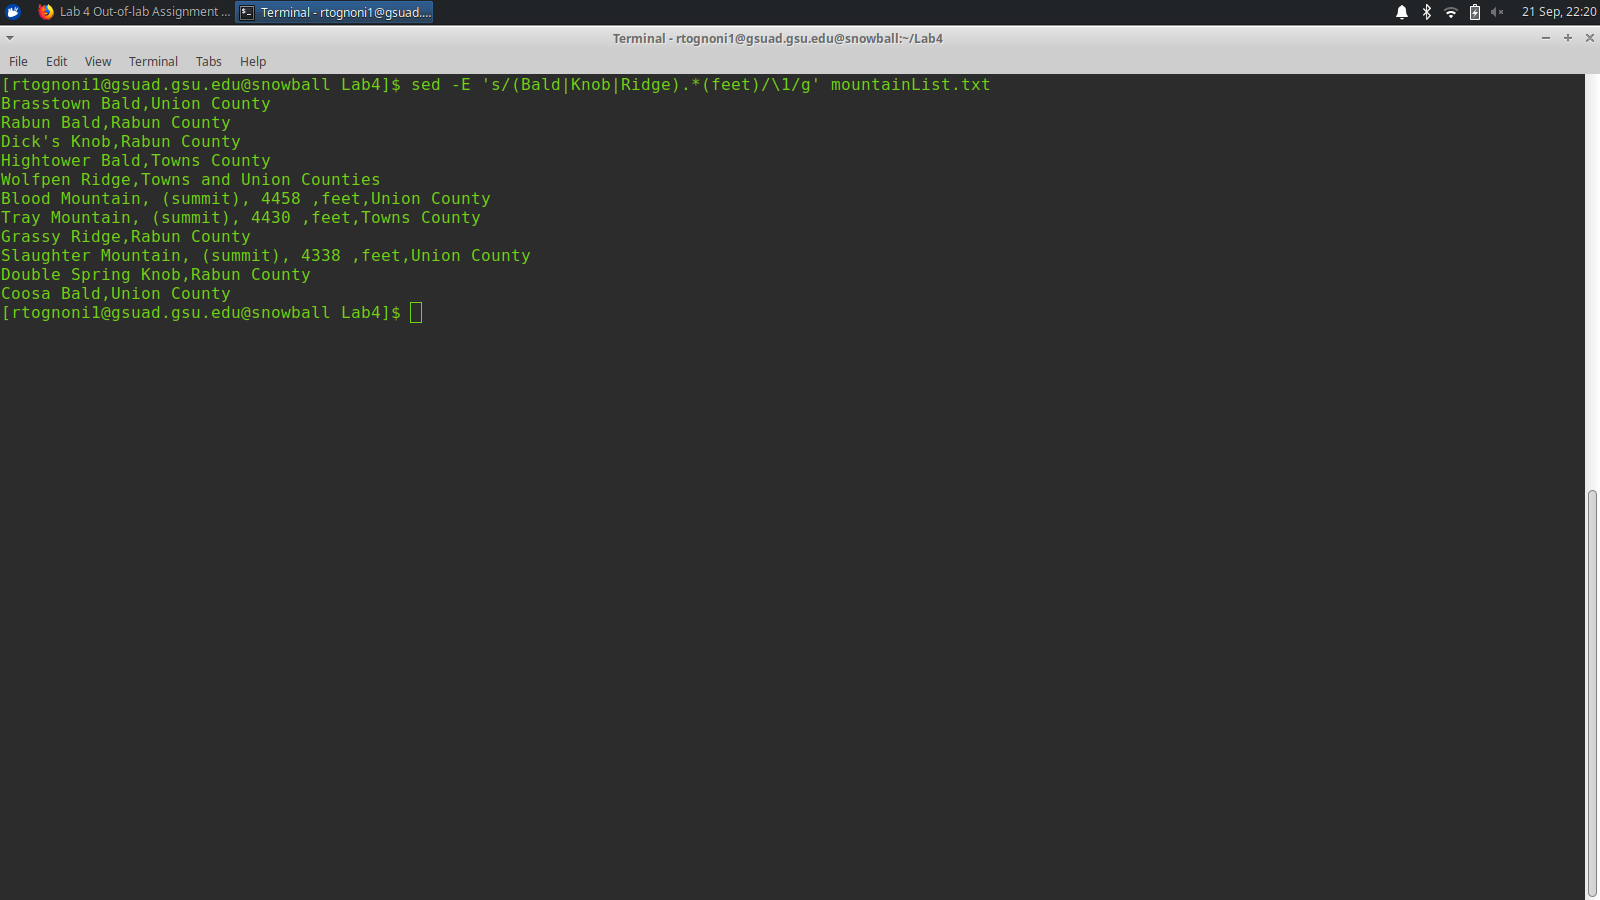 Lab 4 Out-of-lab Assignment ...
Terminal - rtognoni1@gsuad....
21 Sep, 22:20
Terminal - rtognoni1@gsuad.gsu.edu@snowball:~/Lab4
File Edit View Terminal Tabs Help
[rtognoni1@gsuad.gsu.edu@snowball Lab4]$ sed -E 's/(Bald|Knob|Ridge).*(feet)/\1/g' mountainList.txt
Brasstown Bald,Union County
Rabun Bald,Rabun County
Dick's Knob,Rabun County
Hightower Bald,Towns County
Wolfpen Ridge,Towns and Union Counties
Blood Mountain, (summit), 4458 ,feet,Union County
Tray Mountain, (summit), 4430 ,feet,Towns County
Grassy Ridge,Rabun County
Slaughter Mountain, (summit), 4338 ,feet,Union County
Double Spring Knob,Rabun County
Coosa Bald,Union County
[rtognoni1@gsuad.gsu.edu@snowball Lab4]$